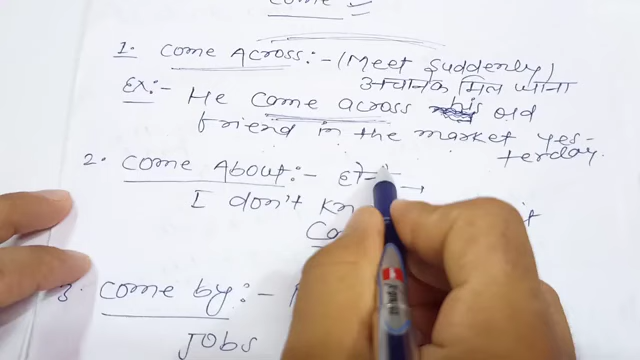 Come
1. Come Across:- (Meet Suddenly)
अचानक मिल जाना
Ex:- He come across his old
friend in the market yes-
terday.
2. Come About:-
I don't kn
3. Come by:-
Jobs